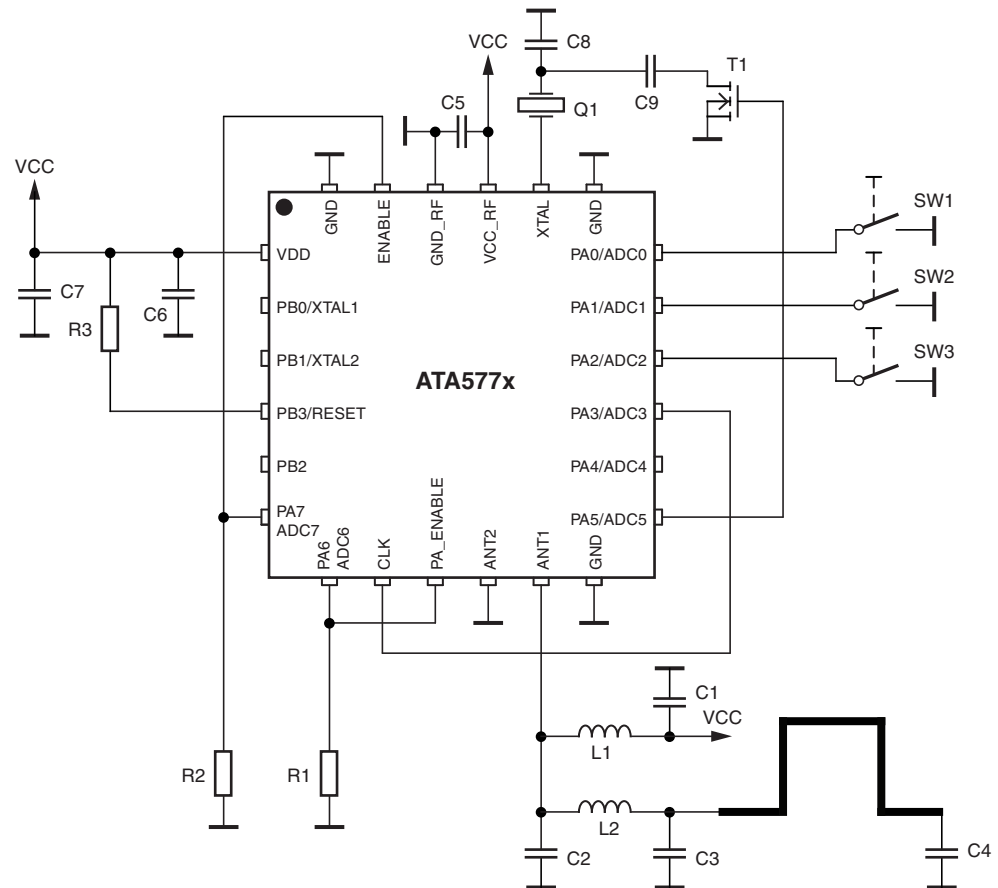 C8
VCC
T1
C5
C9
Q1
VCC
GND
ENABLE
GND_RF
VCC_RF
XTAL
GND
SW1
VDD
PA0/ADC0
C7
C6
SW2
PB0/XTAL1
PA1/ADC1
R3
SW3
PB1/XTAL2
PA2/ADC2
ATA577x
PB3/RESET
PA3/ADC3
PB2
PA4/ADC4
PA7
ADC7
PA5/ADC5
PA6
ADC6
CLK
PA_ENABLE
ANT2
ANT1
GND
C1
VCC
L1
R2
R1
L2
C2
C3
C4